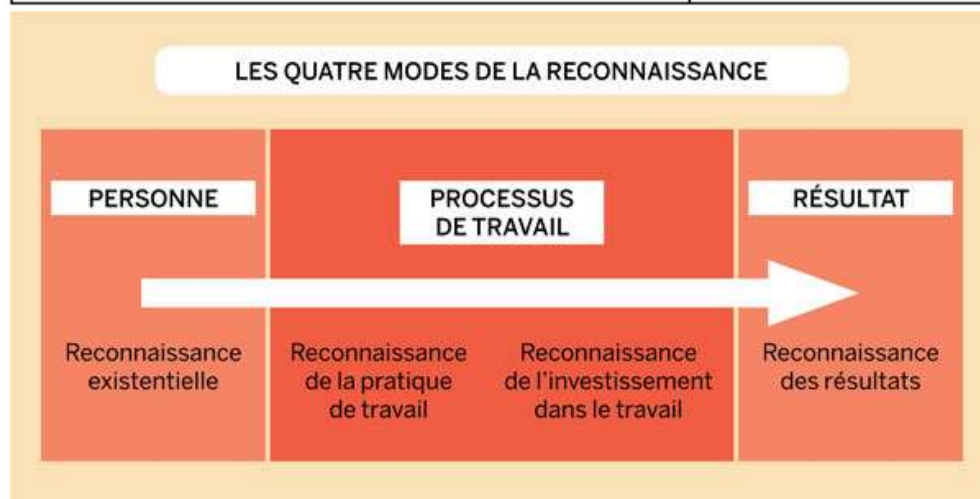 LES QUATRE MODES DE LA RECONNAISSANCE
PERSONNE
PROCESSUS
DE TRAVAIL
RÉSULTAT
Reconnaissance
existentielle
Reconnaissance
de la pratique
de travail
Reconnaissance
de l'investissement
dans le travail
Reconnaissance
des résultats